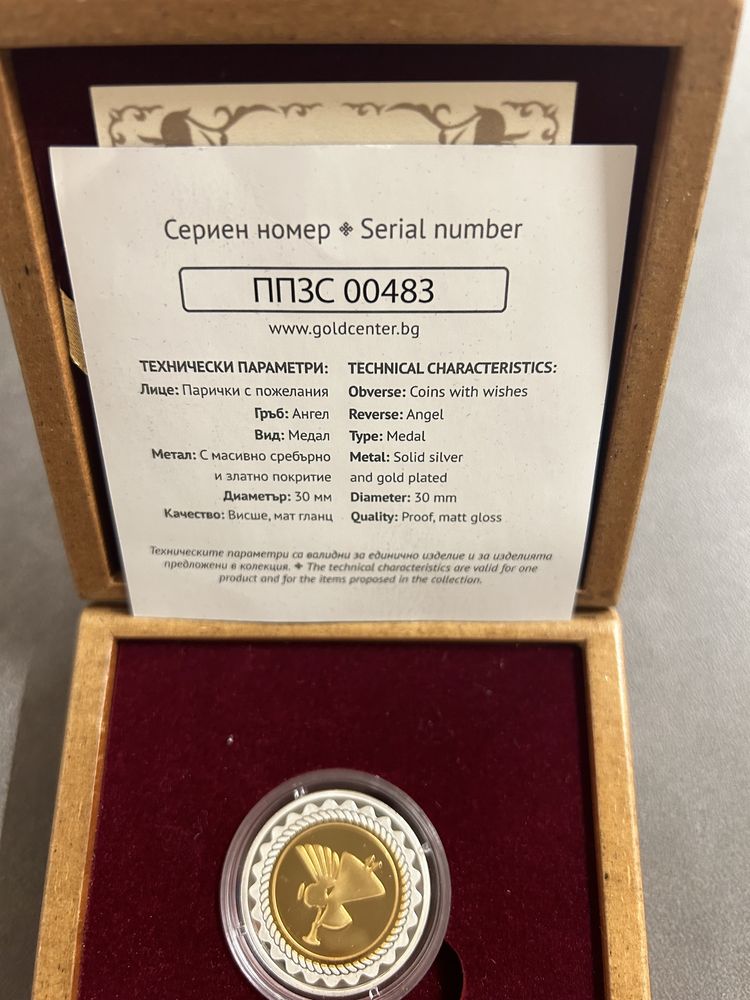 Сериен номер ❖ Serial number
ППЗС 00483
www.goldcenter.bg
ТЕХНИЧЕСКИ ПАРАМЕТРИ:
Лице: Парички с пожелания
Гръб: Ангел
Вид: Медал
Метал: С масивно сребърно
и златно покритие
Диаметър: 30 мм
Качество: Висше, мат гланц
TECHNICAL CHARACTERISTICS:
Obverse: Coins with wishes
Reverse: Angel
Type: Medal
Metal: Solid silver
and gold plated
Diameter: 30 mm
Quality: Proof, matt gloss
Техническите параметри са валидни за единично изделие и за изделията
предложени в колекция. ❖ The technical characteristics are valid for one
product and for the items proposed in the collection.